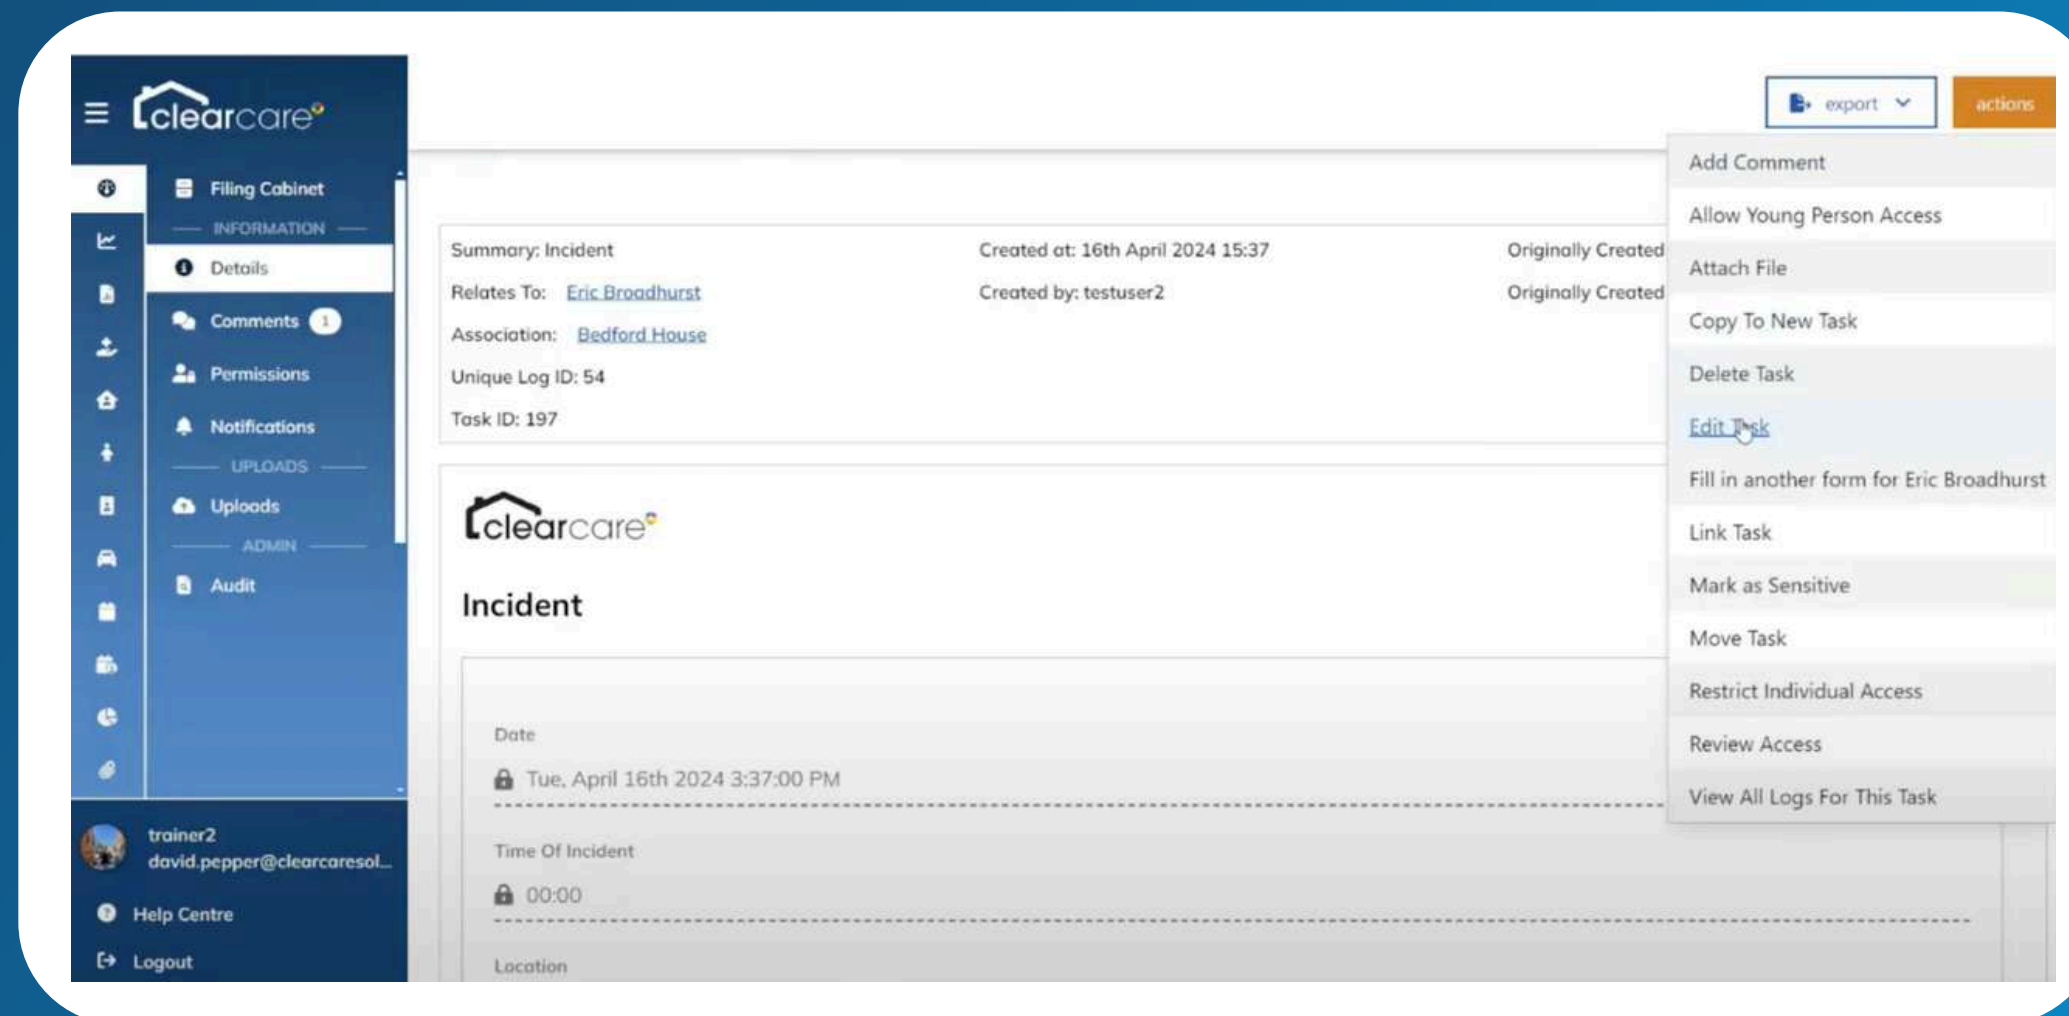 clearcare
export
actions
Filing Cabinet
INFORMATION
Details
Comments 1
Permissions
Notifications
UPLOADS
Uploads
ADMIN
Audit
trainer2
david.pepper@clearcaresol...
Help Centre
Logout
Summary: Incident
Relates To: Eric Broadhurst
Association: Bedford House
Unique Log ID: 54
Task ID: 197
Created at: 16th April 2024 15:37
Created by: testuser2
Originally Created
Originally Created
clearcare
Incident
Date
Tue, April 16th 2024 3:37:00 PM
Time Of Incident
00:00
Location
Add Comment
Allow Young Person Access
Attach File
Copy To New Task
Delete Task
Edit Task
Fill in another form for Eric Broadhurst
Link Task
Mark as Sensitive
Move Task
Restrict Individual Access
Review Access
View All Logs For This Task